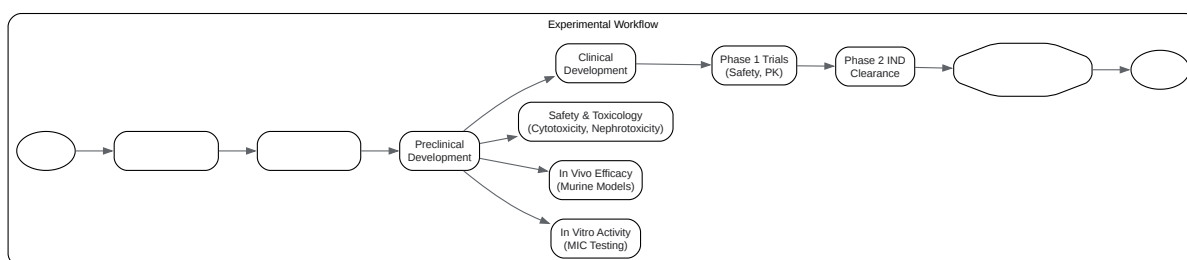 Experimental Workflow
Clinical
Development
Phase 1 Trials
(Safety, PK)
Phase 2 IND
Clearance
Safety & Toxicology
(Cytotoxicity, Nephrotoxicity)
Preclinical
Development
In Vivo Efficacy
(Murine Models)
In Vitro Activity
(MIC Testing)